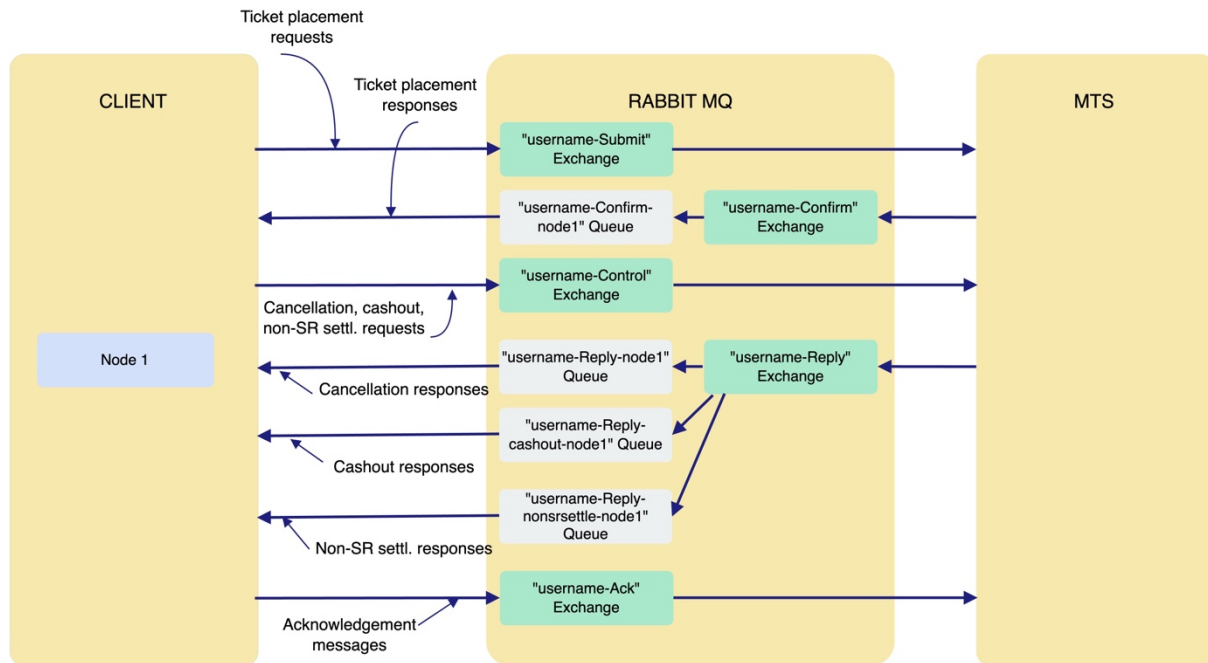 Ticket placement
requests
Ticket placement
responses
CLIENT
RABBIT MQ
MTS
"username-Submit"
Exchange
"username-Confirm-
node1" Queue
"username-Confirm"
Exchange
"username-Control"
Exchange
Cancellation, cashout,
non-SR settl. requests
Node 1
"username-Reply-node1"
Queue
"username-Reply"
Exchange
Cancellation responses
"username-Reply-
cashout-node1" Queue
Cashout responses
"username-Reply-
nonsrsettle-node1"
Queue
Non-SR settl. responses
"username-Ack"
Exchange
Acknowledgement
messages